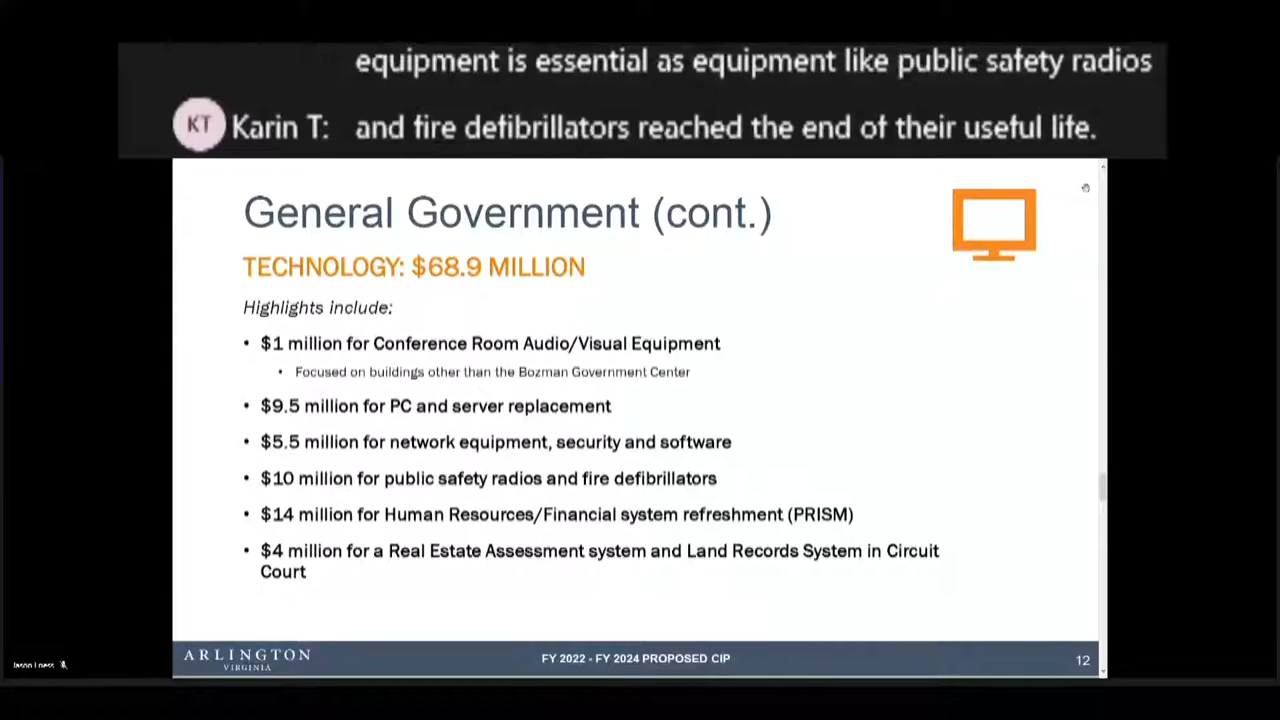 equipment is essential as equipment like public safety radios
KT Karin T: and fire defibrillators reached the end of their useful life.
General Government (cont.)
TECHNOLOGY: $68.9 MILLION
Highlights include:
• $1 million for Conference Room Audio/Visual Equipment
• Focused on buildings other than the Bozman Government Center
• $9.5 million for PC and server replacement
• $5.5 million for network equipment, security and software
• $10 million for public safety radios and fire defibrillators
• $14 million for Human Resources/Financial system refreshment (PRISM)
• $4 million for a Real Estate Assessment system and Land Records System in Circuit
Court
ARLINGTON
VIRGINIA
FY 2022 - FY 2024 PROPOSED CIP
12
Jason